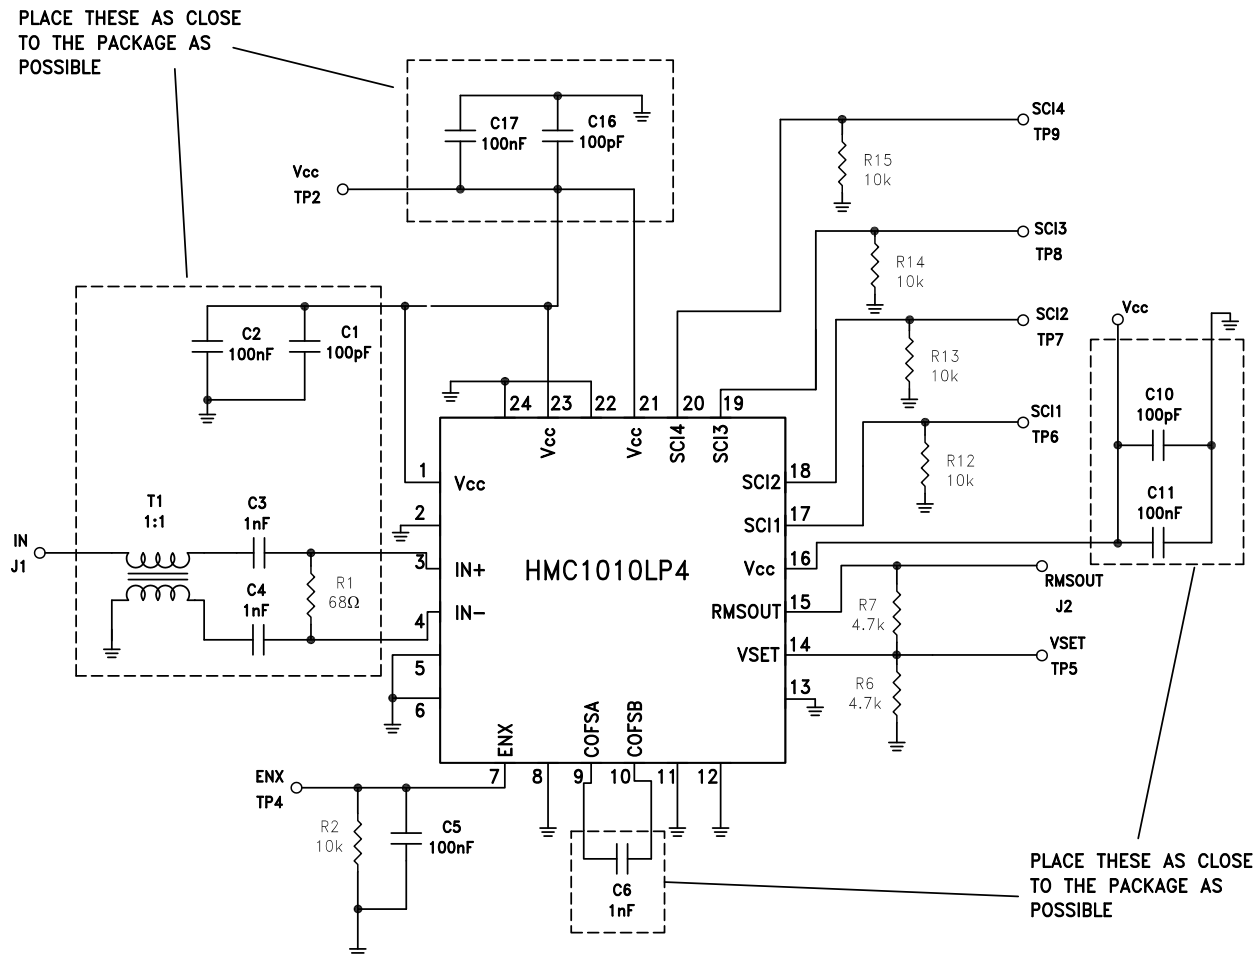 PLACE THESE AS CLOSE
TO THE PACKAGE AS
POSSIBLE
C17
100nF
C16
100pF
Vcc
TP2
SCI4
TP9
R15
10k
SCI3
TP8
R14
10k
SCI2
TP7
R13
10k
SCI1
TP6
R12
10k
Vcc
C10
100pF
C11
100nF
C2
100nF
C1
100pF
24
23
22
21
20
19
Vcc
Vcc
SCI4
SCI3
1
Vcc
2
3
IN+
4
IN-
5
6
18
SCI2
17
SCI1
16
Vcc
15
RMSOUT
14
VSET
13
HMC1010LP4
T1
1:1
C3
1nF
C4
1nF
R1
68Ω
IN
J1
RMSOUT
J2
R7
4.7k
VSET
TP5
R6
4.7k
ENX
COFSA
COFSB
7
8
9
10
11
12
ENX
TP4
R2
10k
C5
100nF
C6
1nF
PLACE THESE AS CLOSE
TO THE PACKAGE AS
POSSIBLE